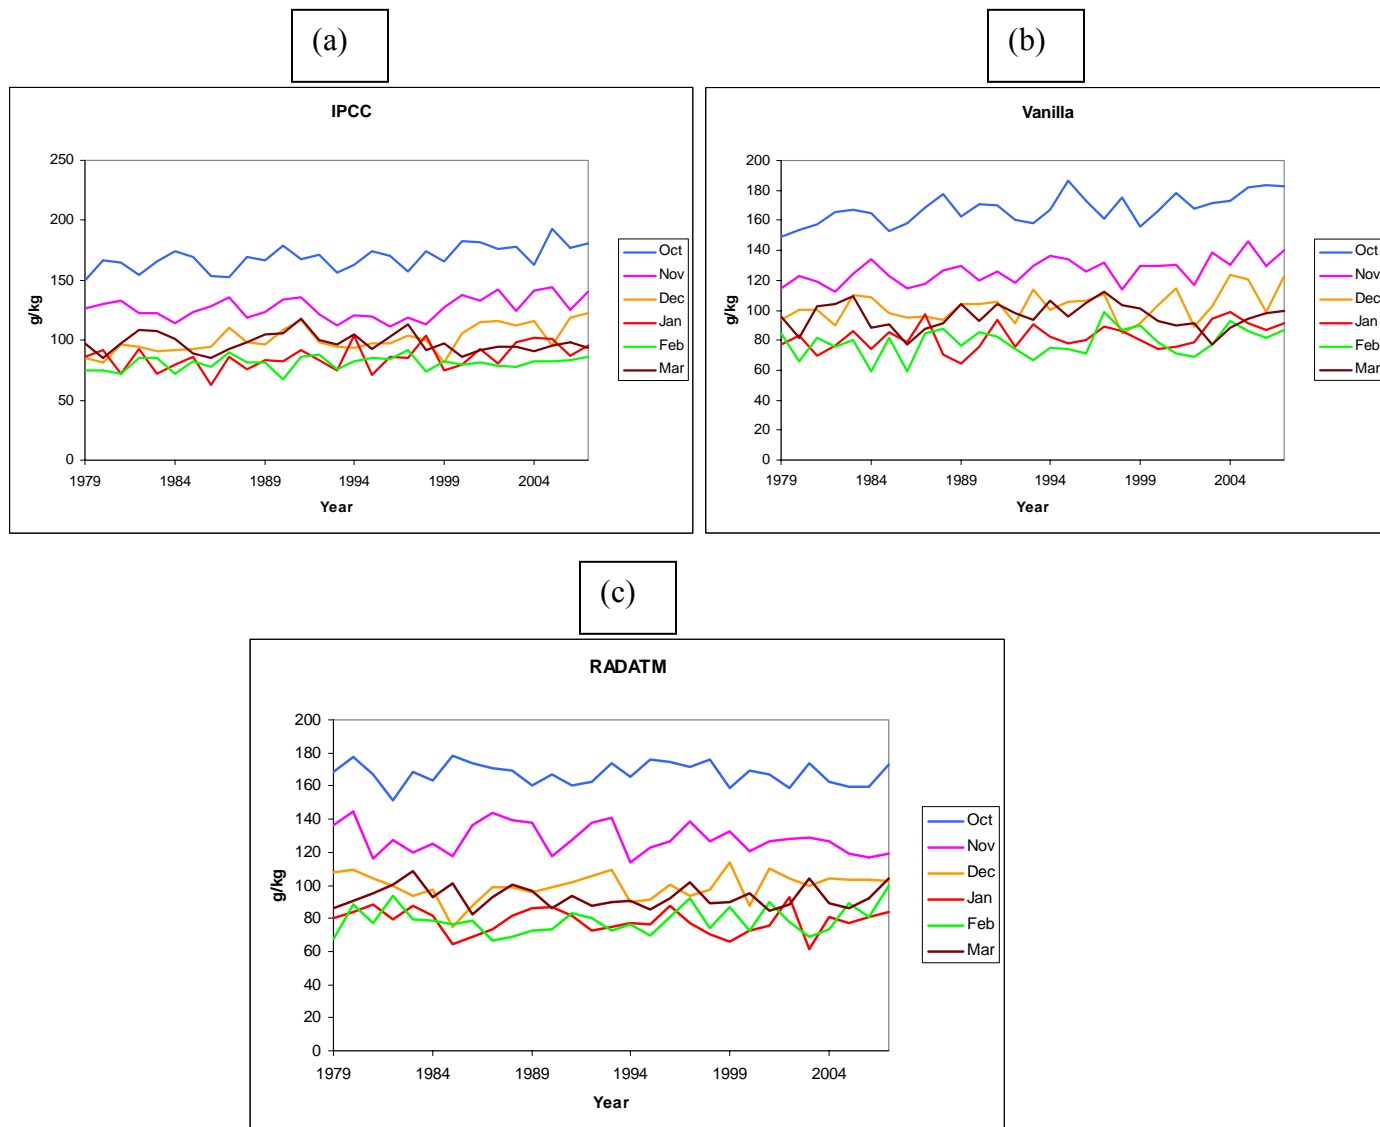 (a)
IPCC
250
200
150
100
50
0
g/kg
1979 1984 1989 1994 1999 2004
Year
Oct
Nov
Dec
Jan
Feb
Mar
(b)
Vanilla
200
180
160
140
120
100
80
60
40
20
0
g/kg
1979 1984 1989 1994 1999 2004
Year
Oct
Nov
Dec
Jan
Feb
Mar
(c)
RADATM
200
180
160
140
120
100
80
60
40
20
0
g/kg
1979 1984 1989 1994 1999 2004
Year
Oct
Nov
Dec
Jan
Feb
Mar